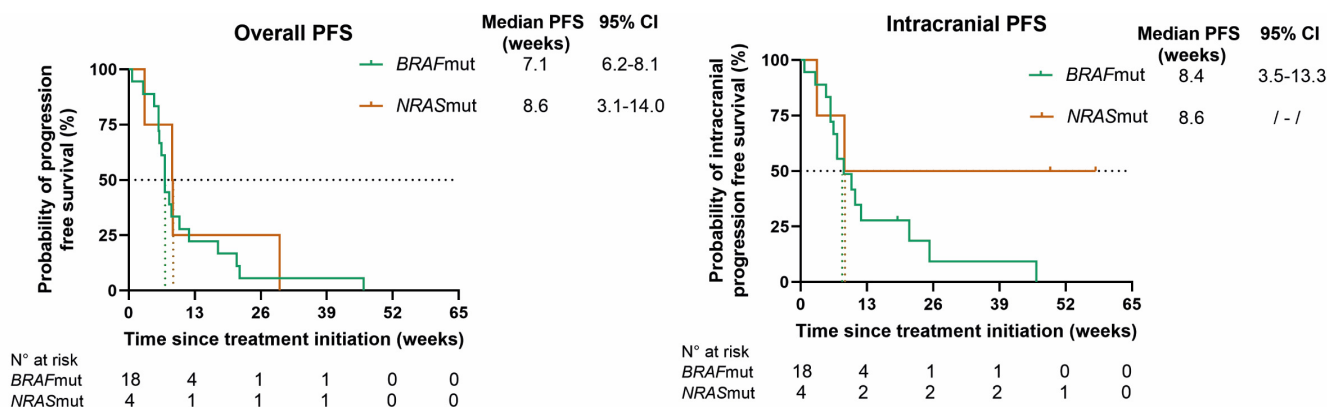 Overall PFS
Median PFS 95% CI
(weeks)
BRAFmut 7.1 6.2-8.1
NRASmut 8.6 3.1-14.0
Probability of progression
free survival (%)
100
75
50
25
0
0 13 26 39 52 65
Time since treatment initiation (weeks)
N° at risk
BRAFmut 18 4 1 1 0 0
NRASmut 4 1 1 1 0 0
Intracranial PFS
Median PFS 95% CI
(weeks)
BRAFmut 8.4 3.5-13.3
NRASmut 8.6 / - /
Probability of intracranial
progression free survival (%)
100
75
50
25
0
0 13 26 39 52 65
Time since treatment initiation (weeks)
N° at risk
BRAFmut 18 4 1 1 0 0
NRASmut 4 2 2 2 1 0